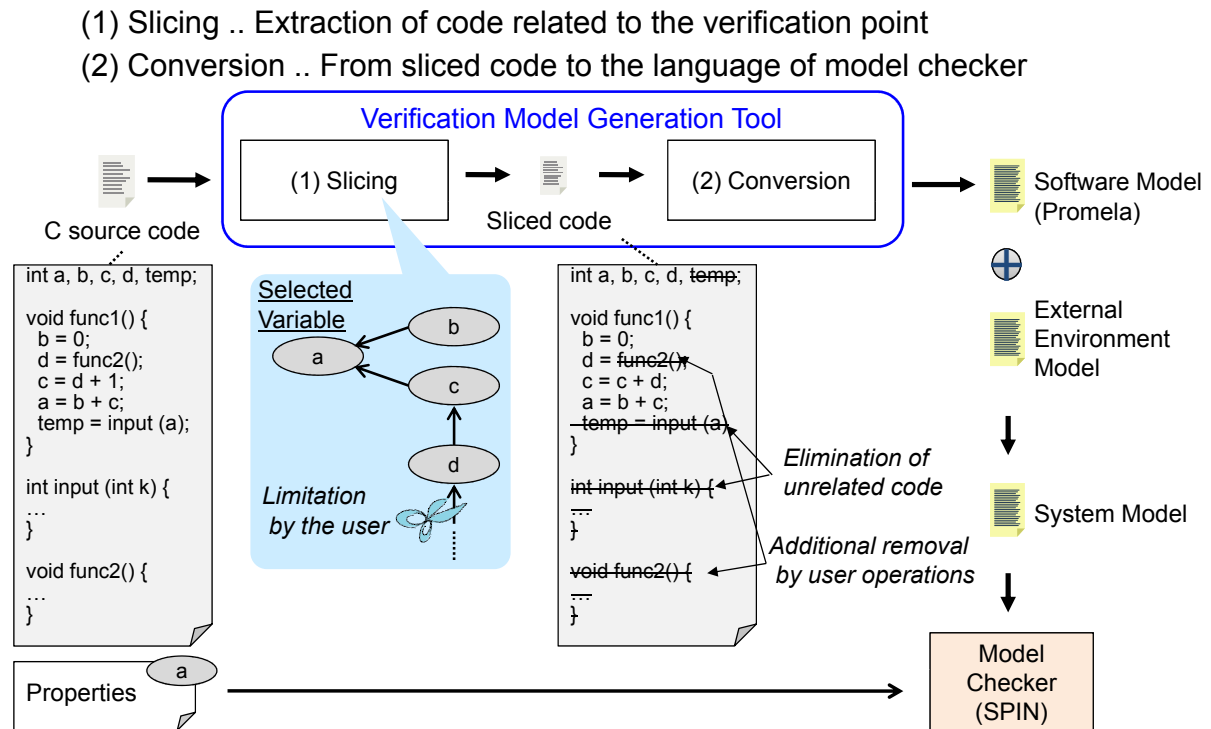 (1) Slicing .. Extraction of code related to the verification point
(2) Conversion .. From sliced code to the language of model checker
Verification Model Generation Tool
(1) Slicing
(2) Conversion
C source code
Sliced code
Software Model
(Promela)
External
Environment
Model
System Model
Model
Checker
(SPIN)
int a, b, c, d, temp;
void func1() {
b = 0;
d = func2();
c = d + 1;
a = b + c;
temp = input (a);
}
int input (int k) {
…
}
void func2() {
…
}
Selected
Variable
a
b
c
d
Limitation
by the user
int a, b, c, d, temp;
void func1() {
b = 0;
d = func2();
c = c + d;
a = b + c;
temp = input (a)
}
int input (int k) {
…
}
void func2() {
…
}
Elimination of
unrelated code
Additional removal
by user operations
Properties
a